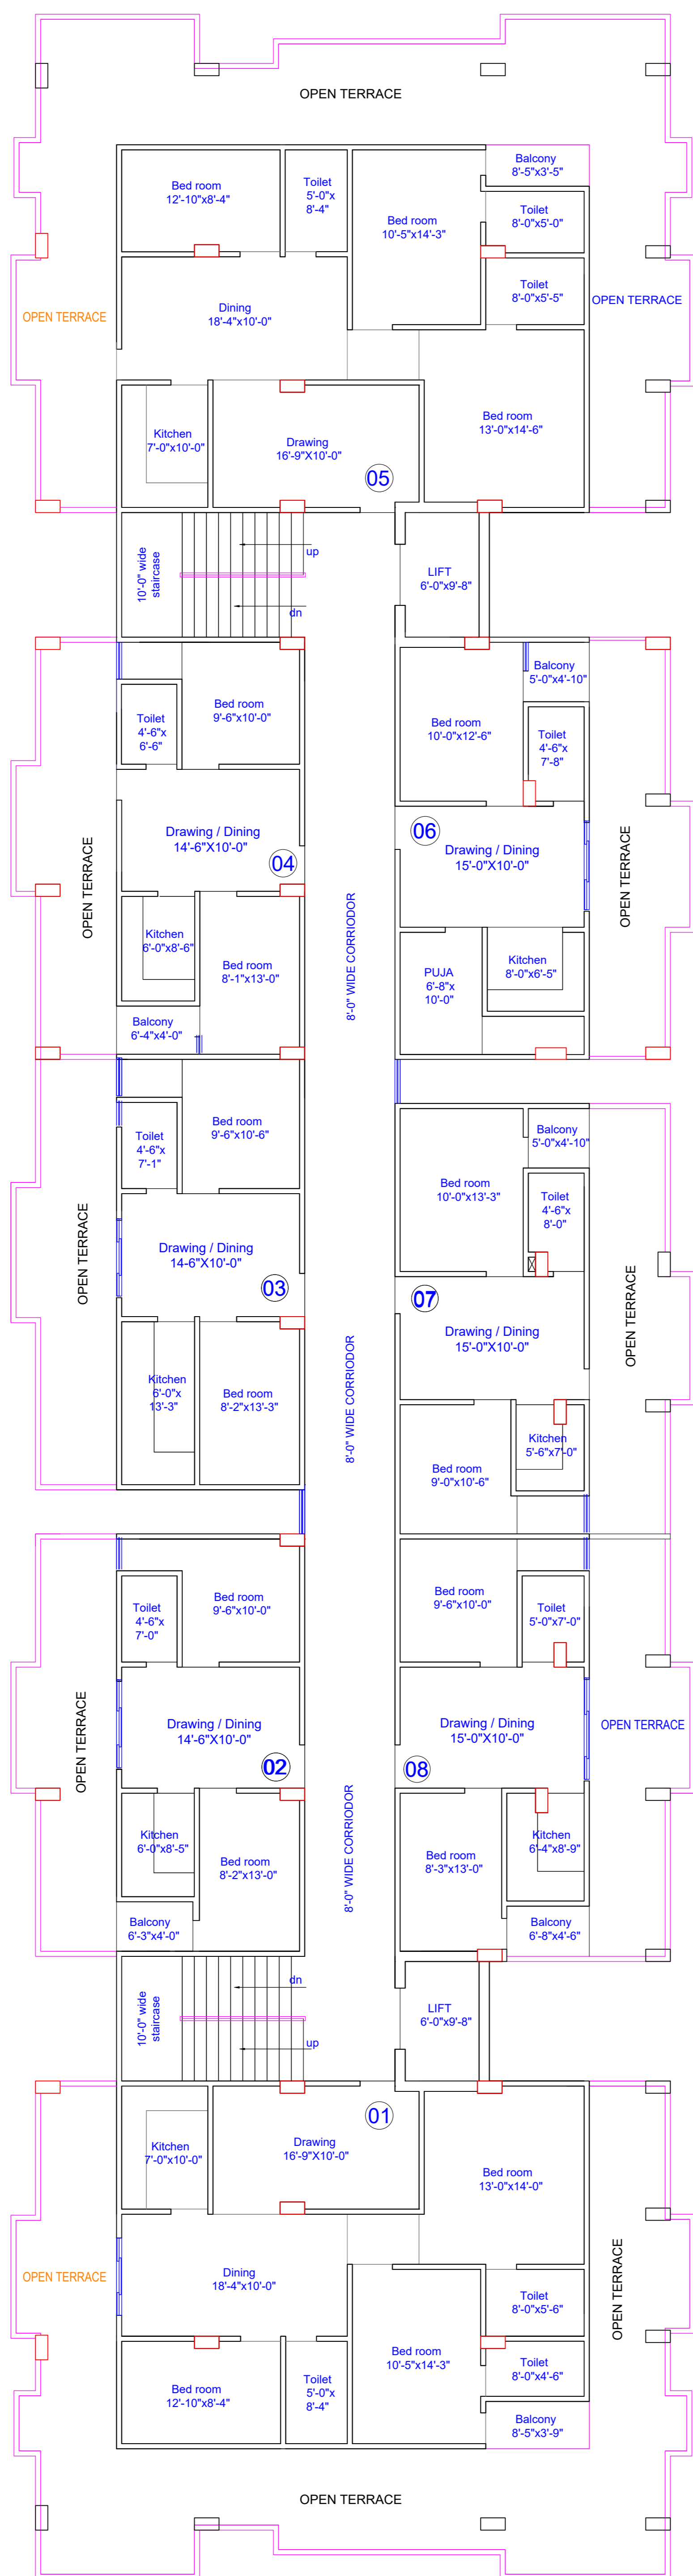 OPEN TERRACE
Balcony
8'-5"x3'-5"
Bed room
12'-10"x8'-4"
Toilet
5'-0"x
8'-4"
Bed room
10'-5"x14'-3"
Toilet
8'-0"x5'-0"
Toilet
8'-0"x5'-5"
OPEN TERRACE
OPEN TERRACE
Dining
18'-4"x10'-0"
Kitchen
7'-0"x10'-0"
Drawing
16'-9"X10'-0"
05
Bed room
13'-0"x14'-6"
10'-0" wide
staircase
up
dn
LIFT
6'-0"x9'-8"
Toilet
4'-6"x
6'-6"
Bed room
9'-6"x10'-0"
Bed room
10'-0"x12'-6"
Balcony
5'-0"x4'-10"
Toilet
4'-6"x
7'-8"
OPEN TERRACE
Drawing / Dining
14'-6"X10'-0"
04
06
Drawing / Dining
15'-0"X10'-0"
OPEN TERRACE
Kitchen
6'-0"x8'-6"
Bed room
8'-1"x13'-0"
8'-0" WIDE CORRIODOR
PUJA
6'-8"x
10'-0"
Kitchen
8'-0"x6'-5"
Balcony
6'-4"x4'-0"
Toilet
4'-6"x
7'-1"
Bed room
9'-6"x10'-6"
Bed room
10'-0"x13'-3"
Balcony
5'-0"x4'-10"
Toilet
4'-6"x
8'-0"
OPEN TERRACE
Drawing / Dining
14-6"X10'-0"
03
07
Drawing / Dining
15'-0"X10'-0"
OPEN TERRACE
Kitchen
6'-0"x
13'-3"
Bed room
8'-2"x13'-3"
8'-0" WIDE CORRIODOR
Bed room
9'-0"x10'-6"
Kitchen
5'-6"x7'-0"
Toilet
4'-6"x
7'-0"
Bed room
9'-6"x10'-0"
Bed room
9'-6"x10'-0"
Toilet
5'-0"x7'-0"
OPEN TERRACE
Drawing / Dining
14'-6"X10'-0"
02
08
Drawing / Dining
15'-0"X10'-0"
OPEN TERRACE
Kitchen
6'-0"x8'-5"
Bed room
8'-2"x13'-0"
8'-0" WIDE CORRIODOR
Bed room
8'-3"x13'-0"
Kitchen
6'-4"x8'-9"
Balcony
6'-3"x4'-0"
Balcony
6'-8"x4'-6"
10'-0" wide
staircase
dn
up
LIFT
6'-0"x9'-8"
Kitchen
7'-0"x10'-0"
Drawing
16'-9"X10'-0"
01
Bed room
13'-0"x14'-0"
OPEN TERRACE
Dining
18'-4"x10'-0"
OPEN TERRACE
Toilet
8'-0"x5'-6"
Bed room
12'-10"x8'-4"
Toilet
5'-0"x
8'-4"
Bed room
10'-5"x14'-3"
Toilet
8'-0"x4'-6"
Balcony
8'-5"x3'-9"
OPEN TERRACE